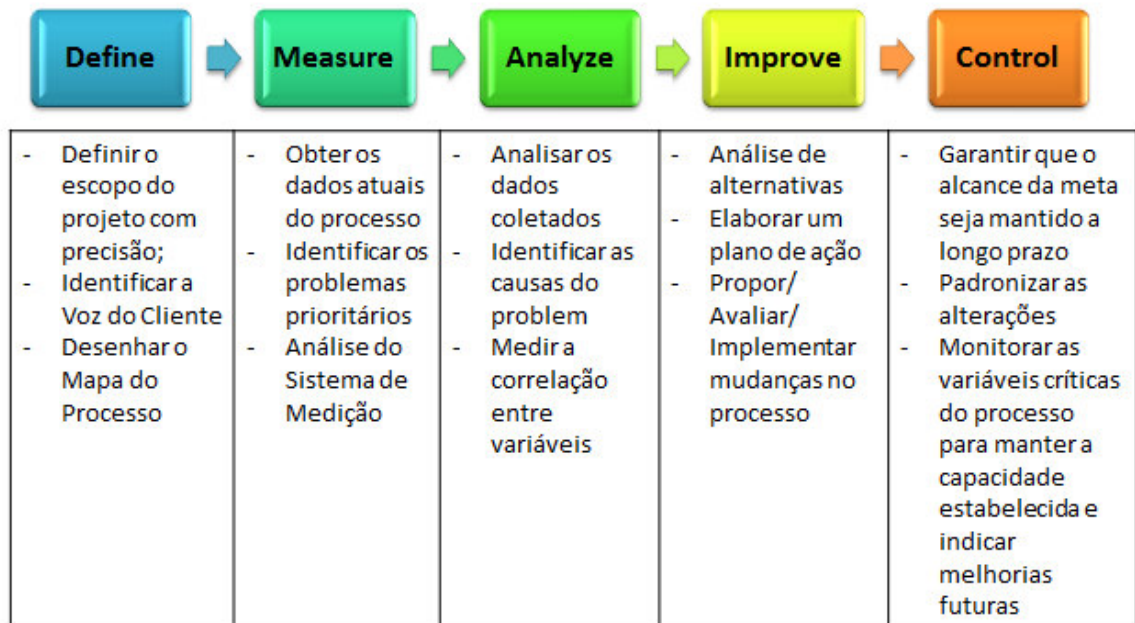 Define
Measure
Analyze
Improve
Control
- Definir o
escopo do
projeto com
precisão;
- Identificar a
Voz do Cliente
- Desenhar o
Mapa do
Processo
- Obter os
dados atuais
do processo
- Identificar os
problemas
prioritários
- Análise do
Sistema de
Medição
- Analisar os
dados
coletados
- Identificar as
causas do
problem
- Medir a
correlação
entre
variáveis
- Análise de
alternativas
- Elaborar um
plano de ação
- Propor/
Avaliar/
Implementar
mudanças no
processo
- Garantir que o
alcance da meta
seja mantido a
longo prazo
- Padronizar as
alterações
- Monitorar as
variáveis críticas
do processo
para manter a
capacidade
estabelecida e
indicar
melhorias
futuras